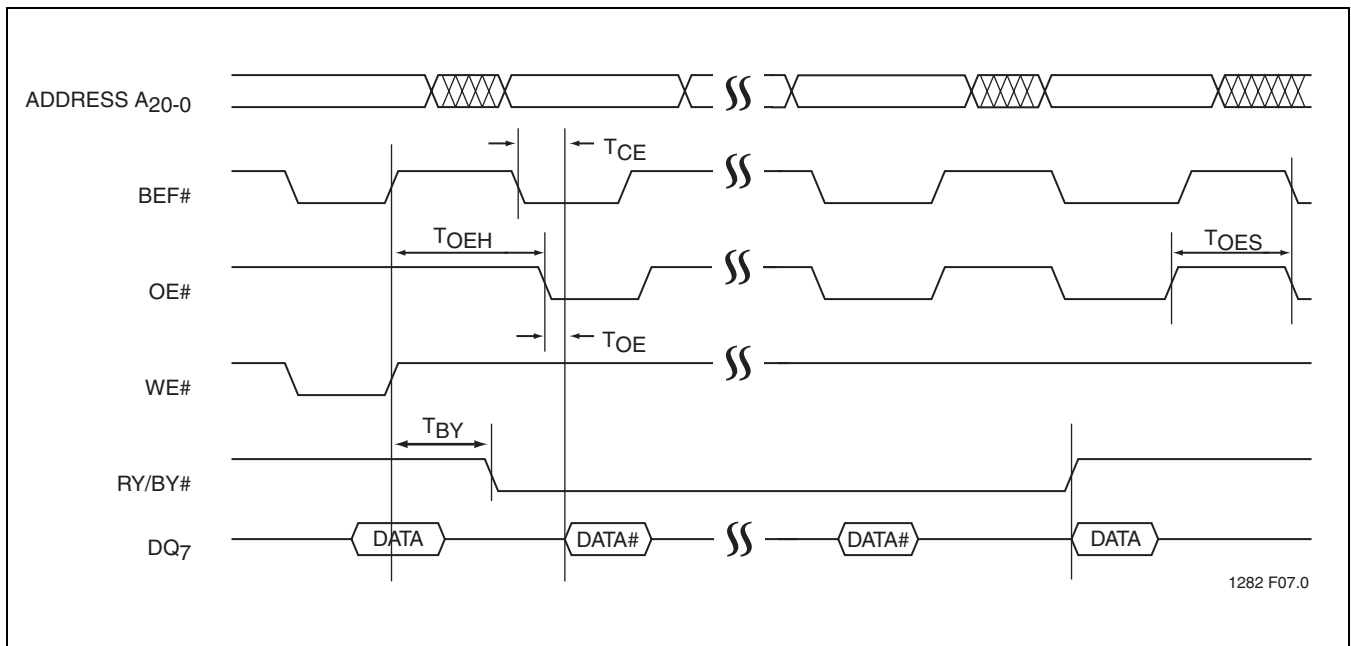 ADDRESS A20-0
TCE
BEF#
TOEH
TOES
OE#
TOE
WE#
TBY
RY/BY#
DQ7 DATA DATA# DATA# DATA
1282 F07.0